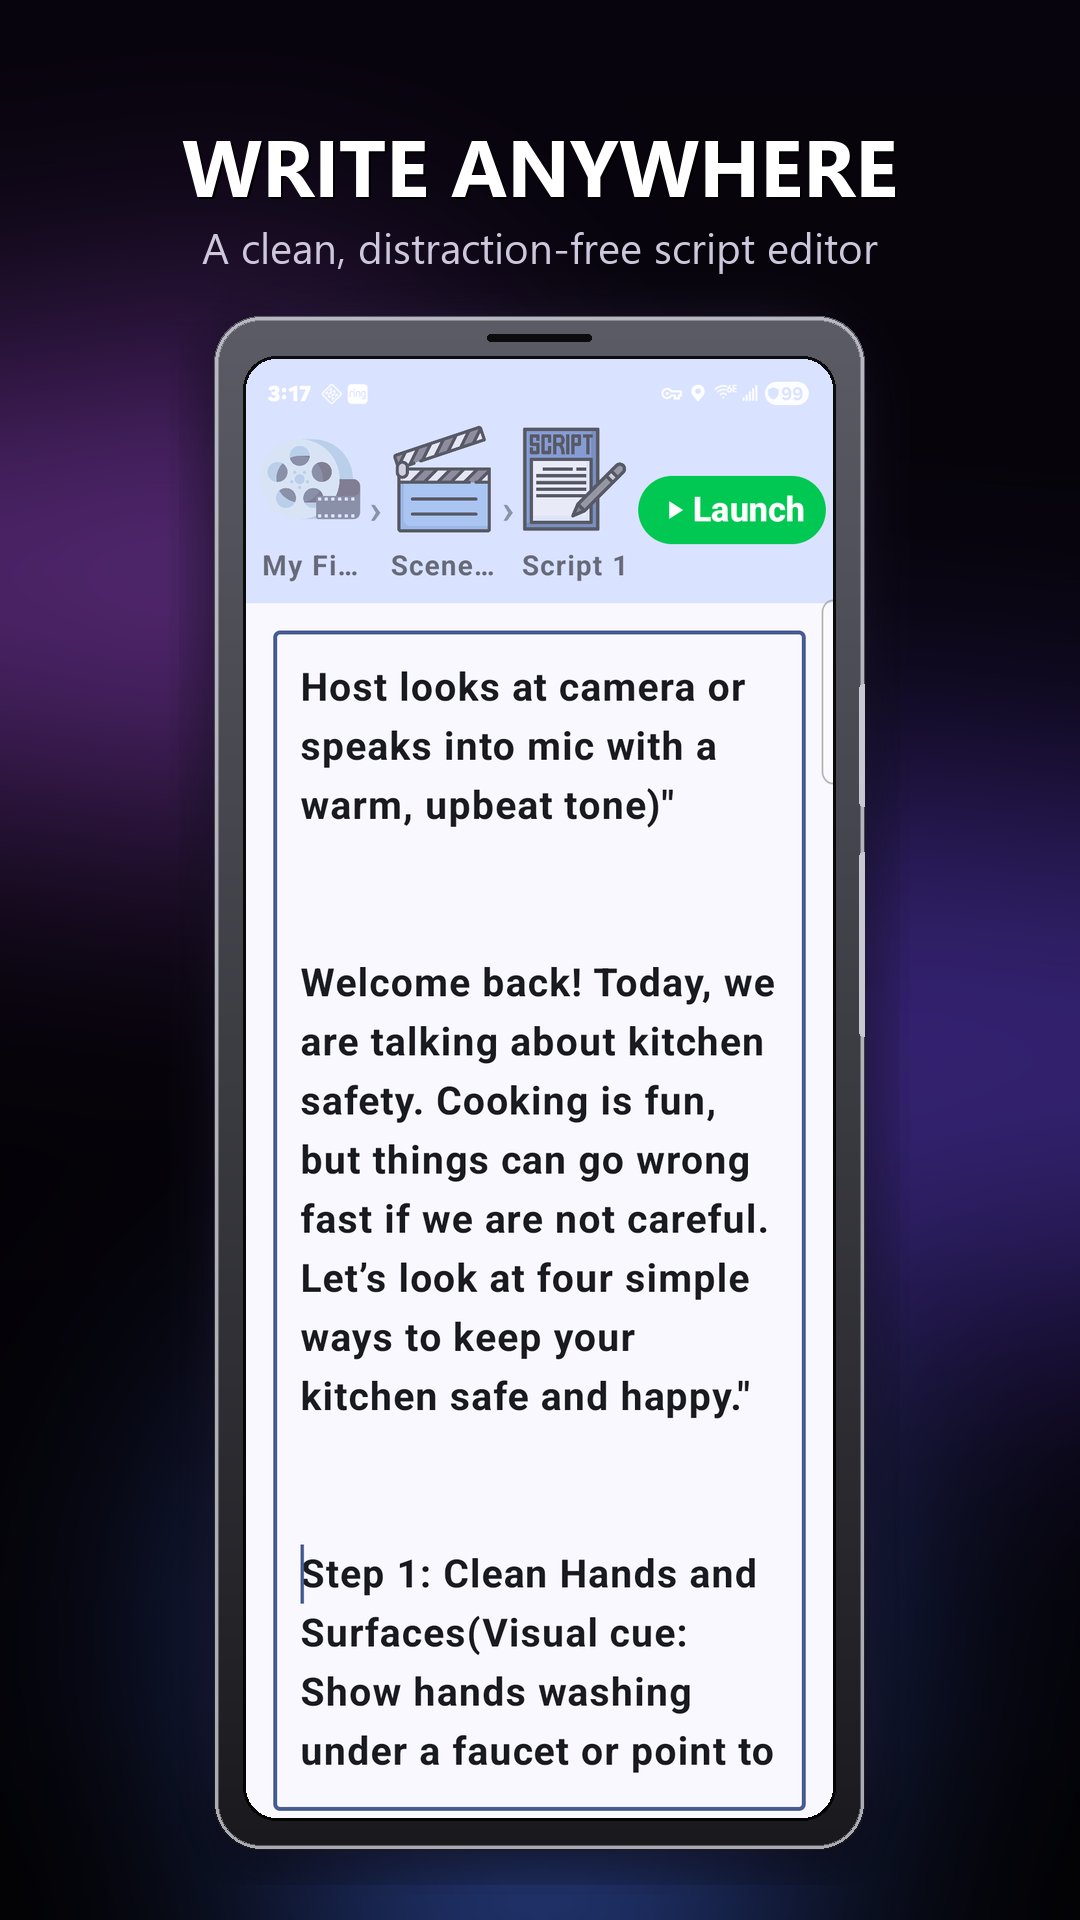 WRITE ANYWHERE
A clean, distraction-free script editor
3:17 ring 6E 99
SCRIPT
Launch
My Fi... Scene... Script 1
Host looks at camera or
speaks into mic with a
warm, upbeat tone)"
Welcome back! Today, we
are talking about kitchen
safety. Cooking is fun,
but things can go wrong
fast if we are not careful.
Let’s look at four simple
ways to keep your
kitchen safe and happy."
Step 1: Clean Hands and
Surfaces(Visual cue:
Show hands washing
under a faucet or point to